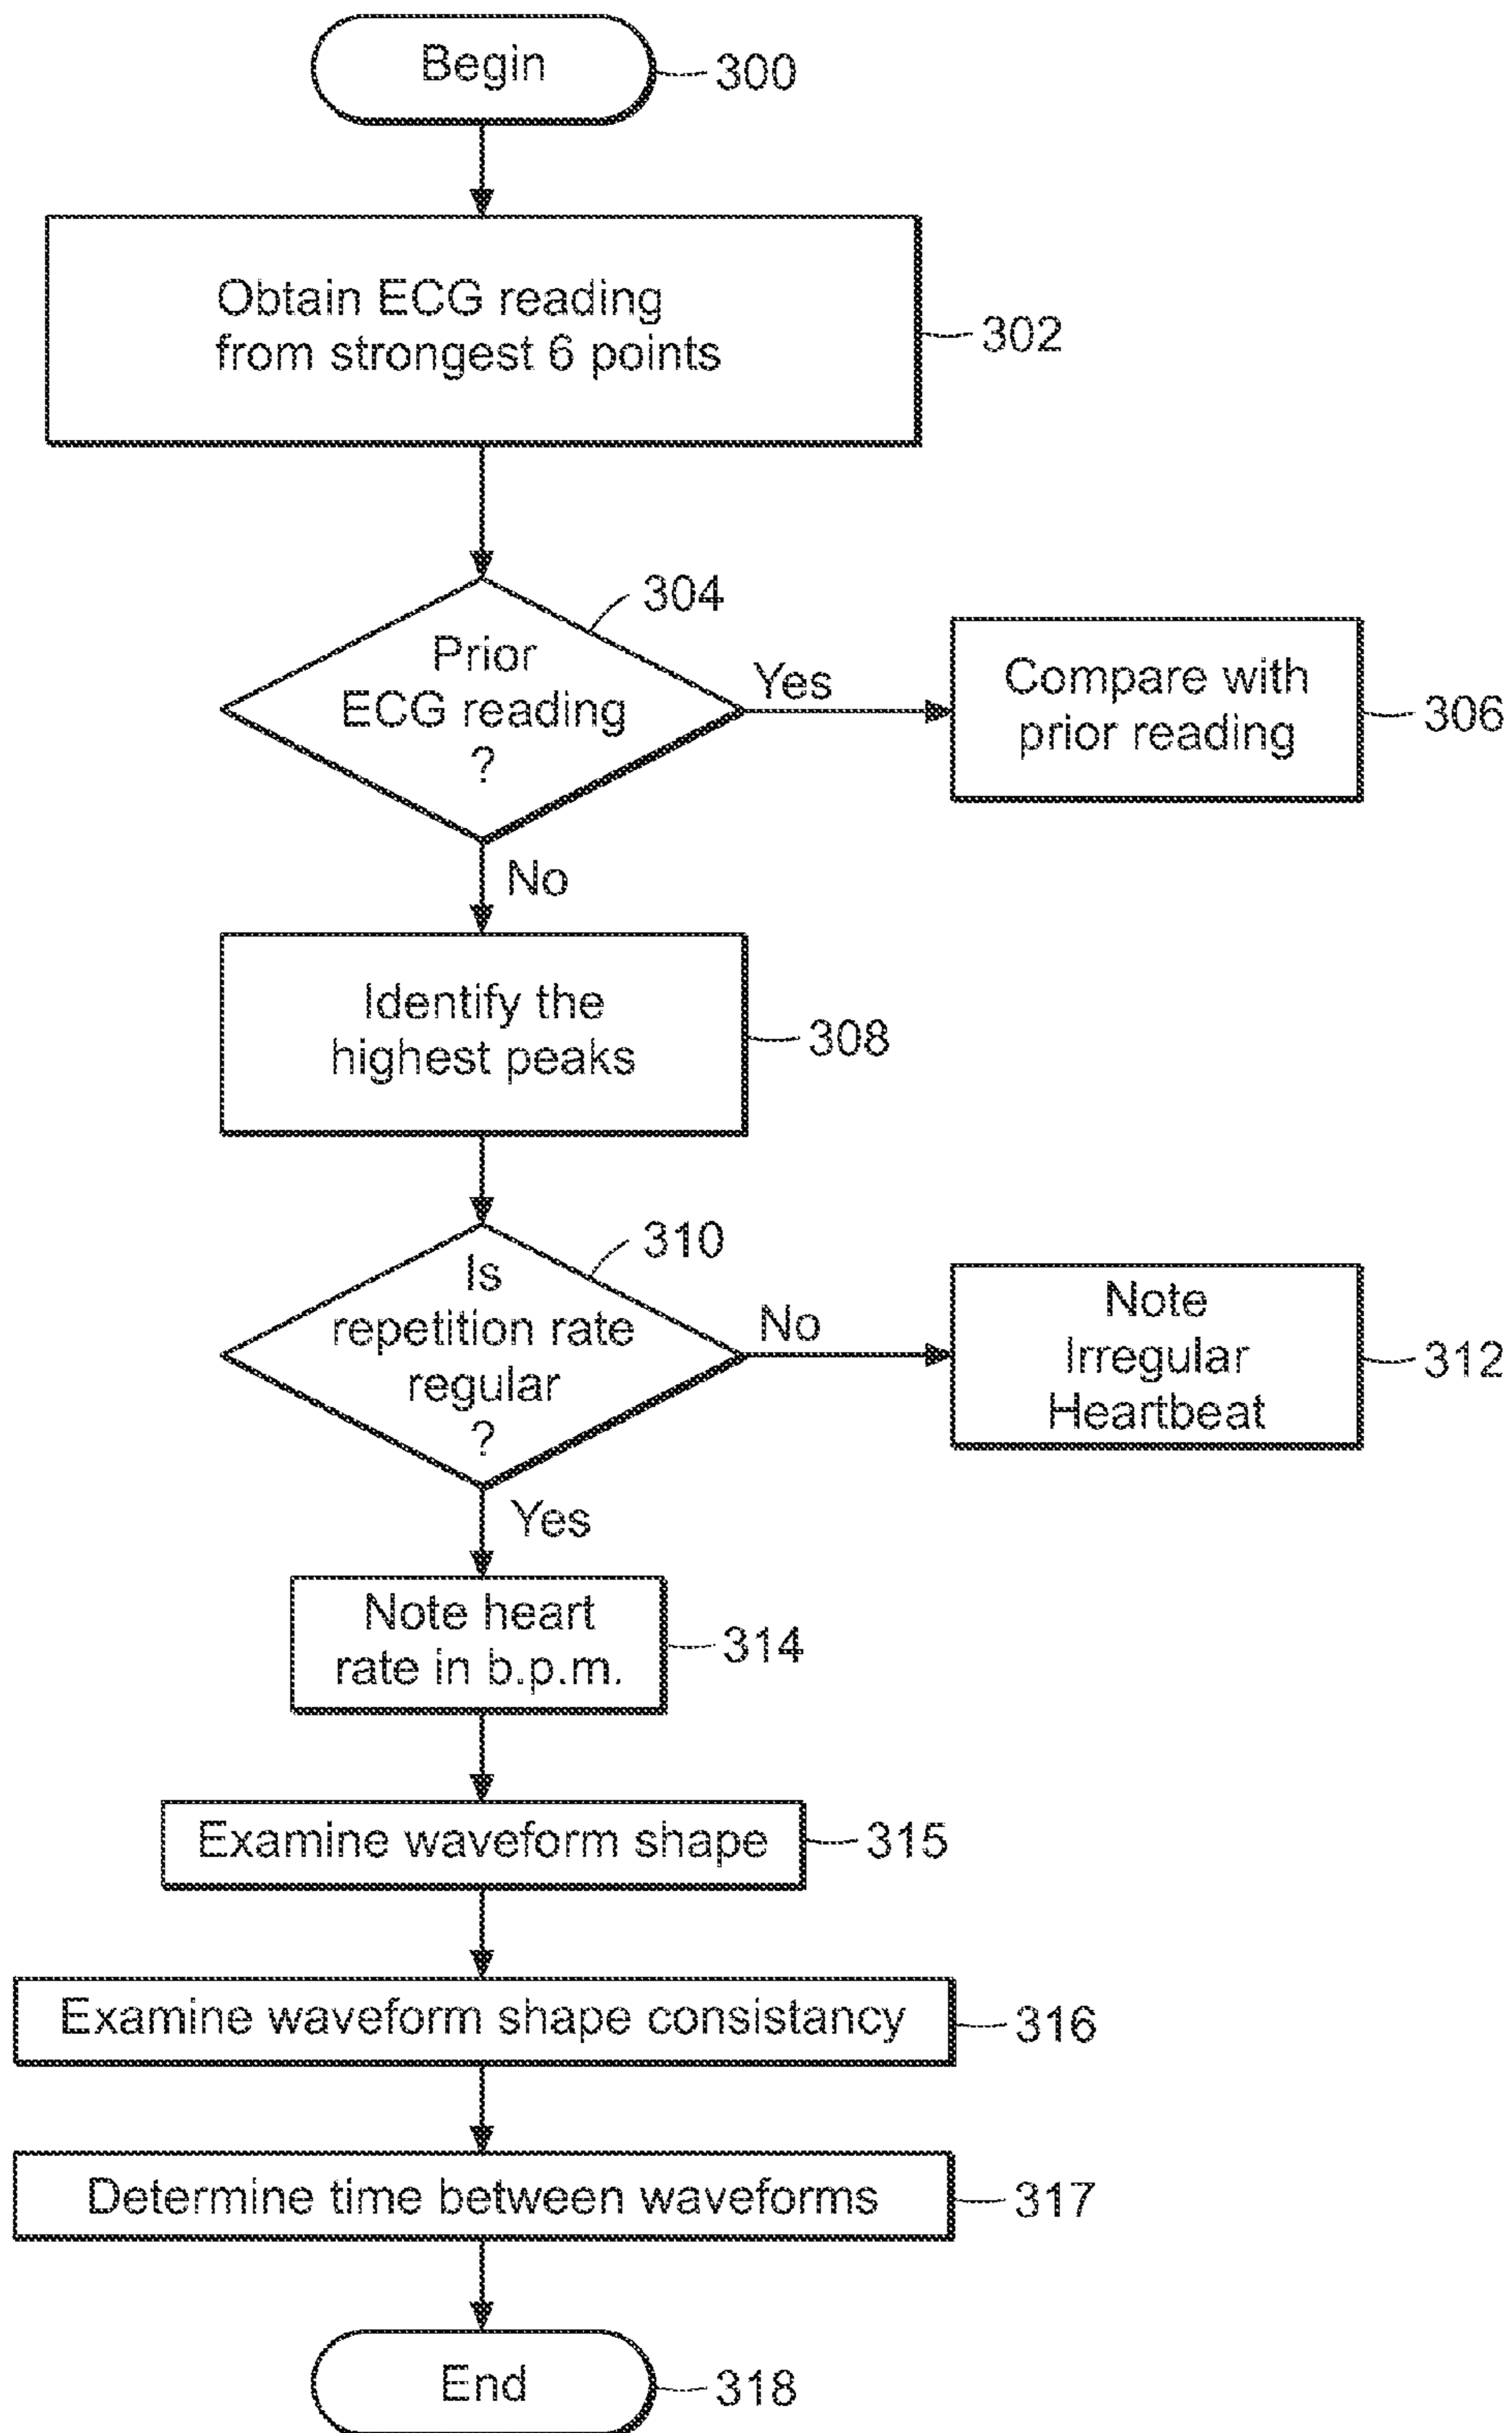 Begin
300
Obtain ECG reading
from strongest 6 points
302
304
Prior
ECG reading
?
Yes
Compare with
prior reading
306
No
Identify the
highest peaks
308
310
Is
repetition rate
regular
?
No
Note
Irregular
Heartbeat
312
Yes
Note heart
rate in b.p.m.
314
Examine waveform shape
315
Examine waveform shape consistancy
316
Determine time between waveforms
317
End
318